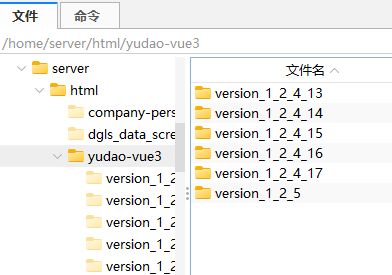 文件
命令
/home/server/html/yudao-vue3
server
html
company-pers
dgls_data_scre
yudao-vue3
version_1_2
version_1_2
version_1_2
version_1_2
version_1_2
文件名
version_1_2_4_13
version_1_2_4_14
version_1_2_4_15
version_1_2_4_16
version_1_2_4_17
version_1_2_5